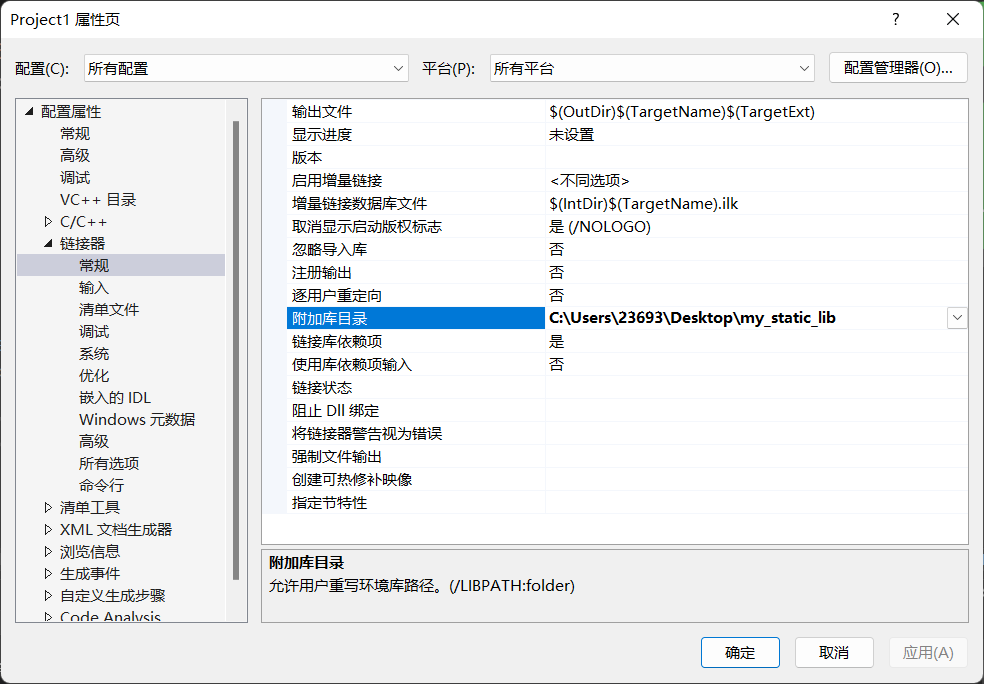 Project1 属性页
配置(C): 所有配置 平台(P): 所有平台 配置管理器(O)...
配置属性
常规
高级
调试
VC++ 目录
C/C++
链接器
常规
输入
清单文件
调试
系统
优化
嵌入的 IDL
Windows 元数据
高级
所有选项
命令行
清单工具
XML 文档生成器
浏览信息
生成事件
自定义生成步骤
Code Analysis
输出文件 $(OutDir)$(TargetName)$(TargetExt)
显示进度 未设置
版本
启用增量链接 <不同选项>
增量链接数据库文件 $(IntDir)$(TargetName).ilk
取消显示启动版权标志 是 (/NOLOGO)
忽略导入库 否
注册输出 否
逐用户重定向 否
附加库目录 C:\Users\23693\Desktop\my_static_lib
链接库依赖项 是
使用库依赖项输入 否
链接状态
阻止 Dll 绑定
将链接器警告视为错误
强制文件输出
创建可热修补映像
指定节特性
附加库目录
允许用户重写环境库路径。(/LIBPATH:folder)
确定 取消 应用(A)